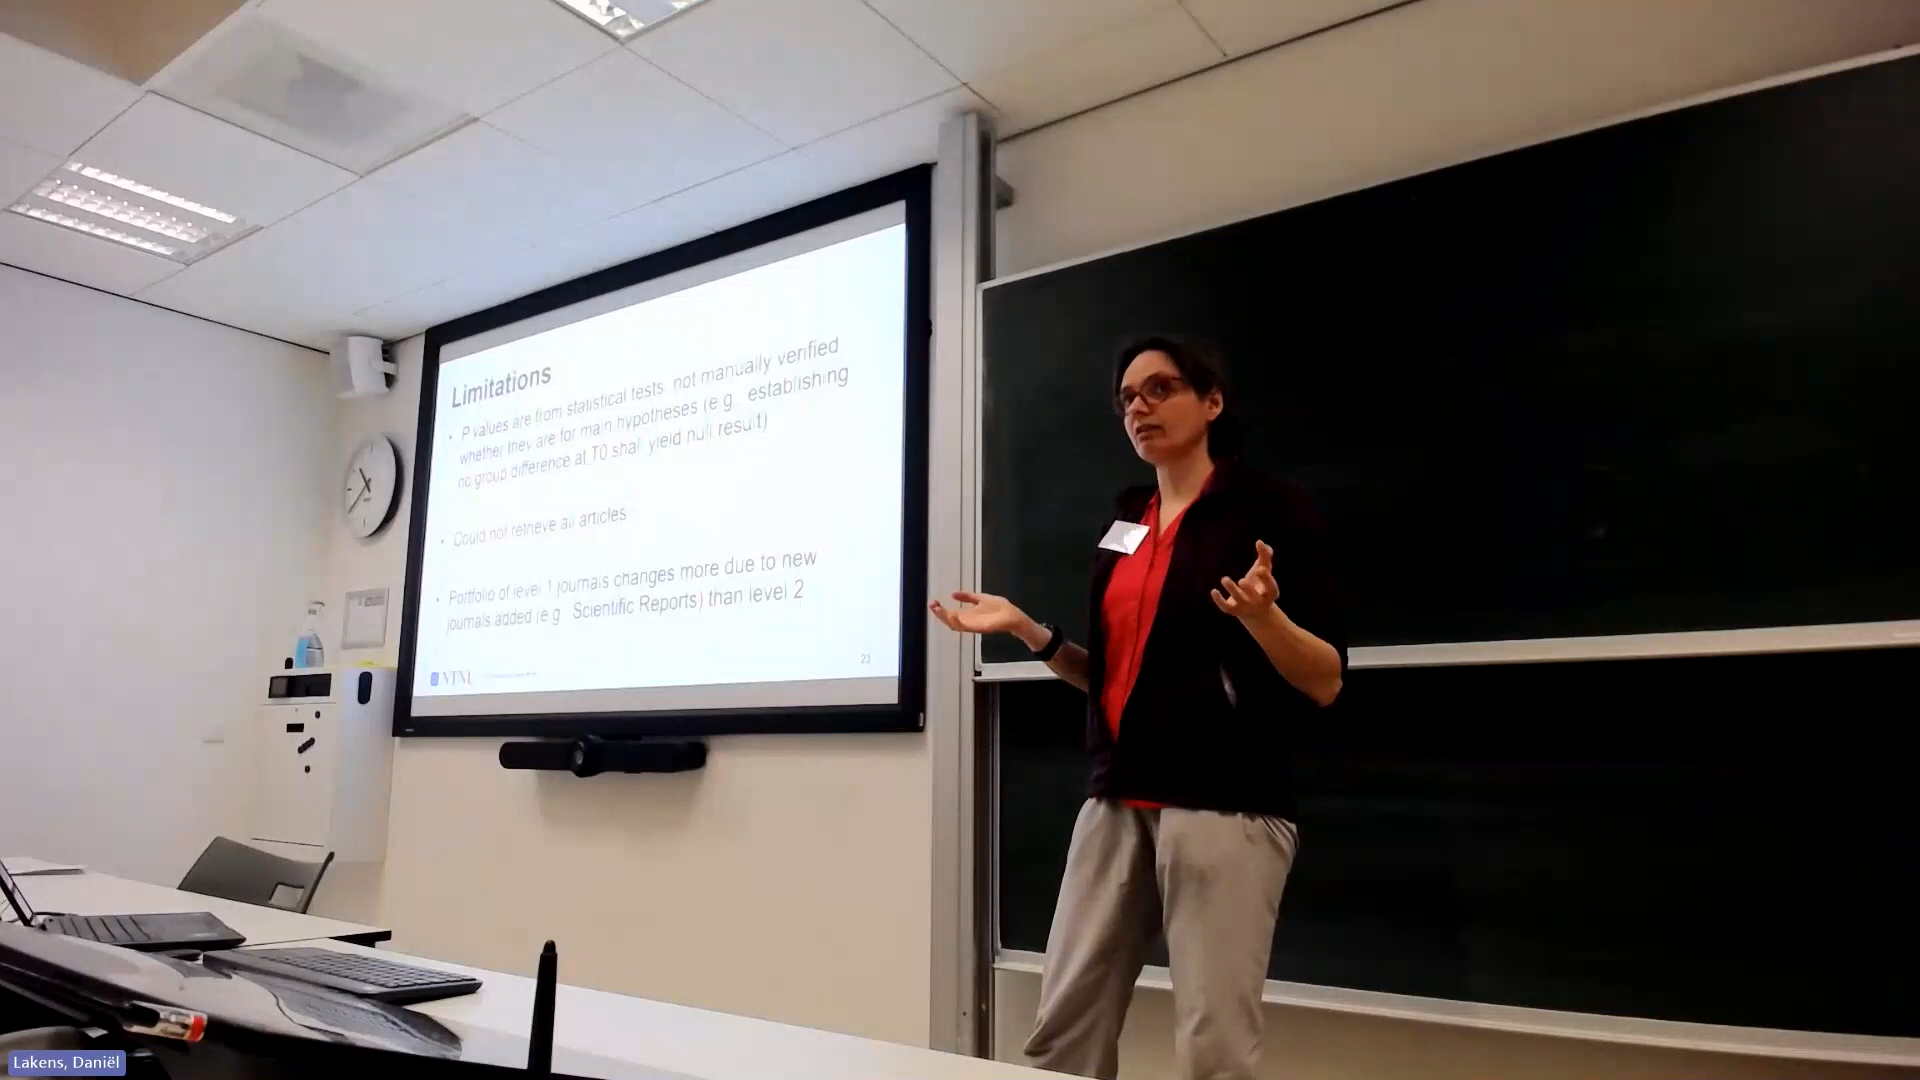 Limitations
• P values are from statistical tests, not manually verified
whether they are for main hypotheses (e.g. establishing
no group difference at T0 shall yield null result)
• Could not retrieve all articles
• Portfolio of level 1 journals changes more due to new
journals added (e.g. Scientific Reports) than level 2
23
Lakens, Daniël